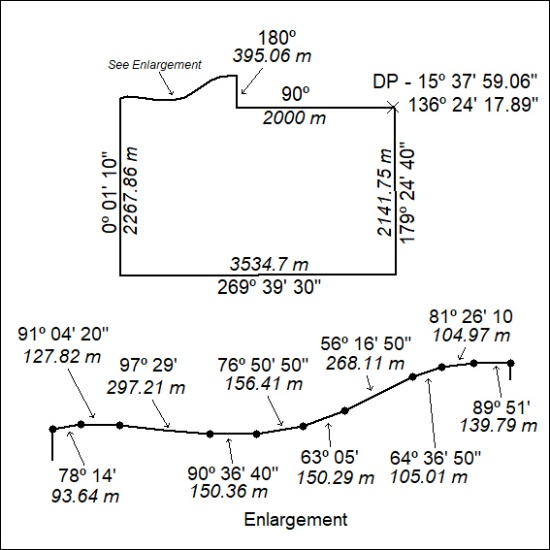 180º
395.06 m
See Enlargement
DP - 15º 37' 59.06"
136º 24' 17.89"
90º
2000 m
0º 01' 10"
2267.86 m
2141.75 m
179º 24' 40"
3534.7 m
269º 39' 30"
81º 26' 10
104.97 m
91º 04' 20"
127.82 m
97º 29'
297.21 m
76º 50' 50"
156.41 m
56º 16' 50"
268.11 m
78º 14'
93.64 m
90º 36' 40"
150.36 m
63º 05'
150.29 m
64º 36' 50"
105.01 m
89º 51'
139.79 m
Enlargement